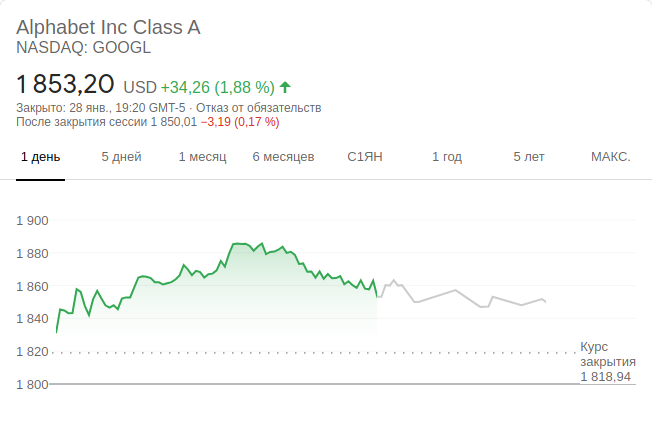 Alphabet Inc Class A
NASDAQ: GOOGL
1 853,20 USD +34,26 (1,88 %)
Закрыто: 28 янв., 19:20 GMT-5 · Отказ от обязательств
После закрытия сессии 1 850,01 −3,19 (0,17 %)
1 день 5 дней 1 месяц 6 месяцев С1ЯН 1 год 5 лет МАКС.
1 900
1 880
1 860
1 840
1 820
Курс
закрытия
1 818,94
1 800